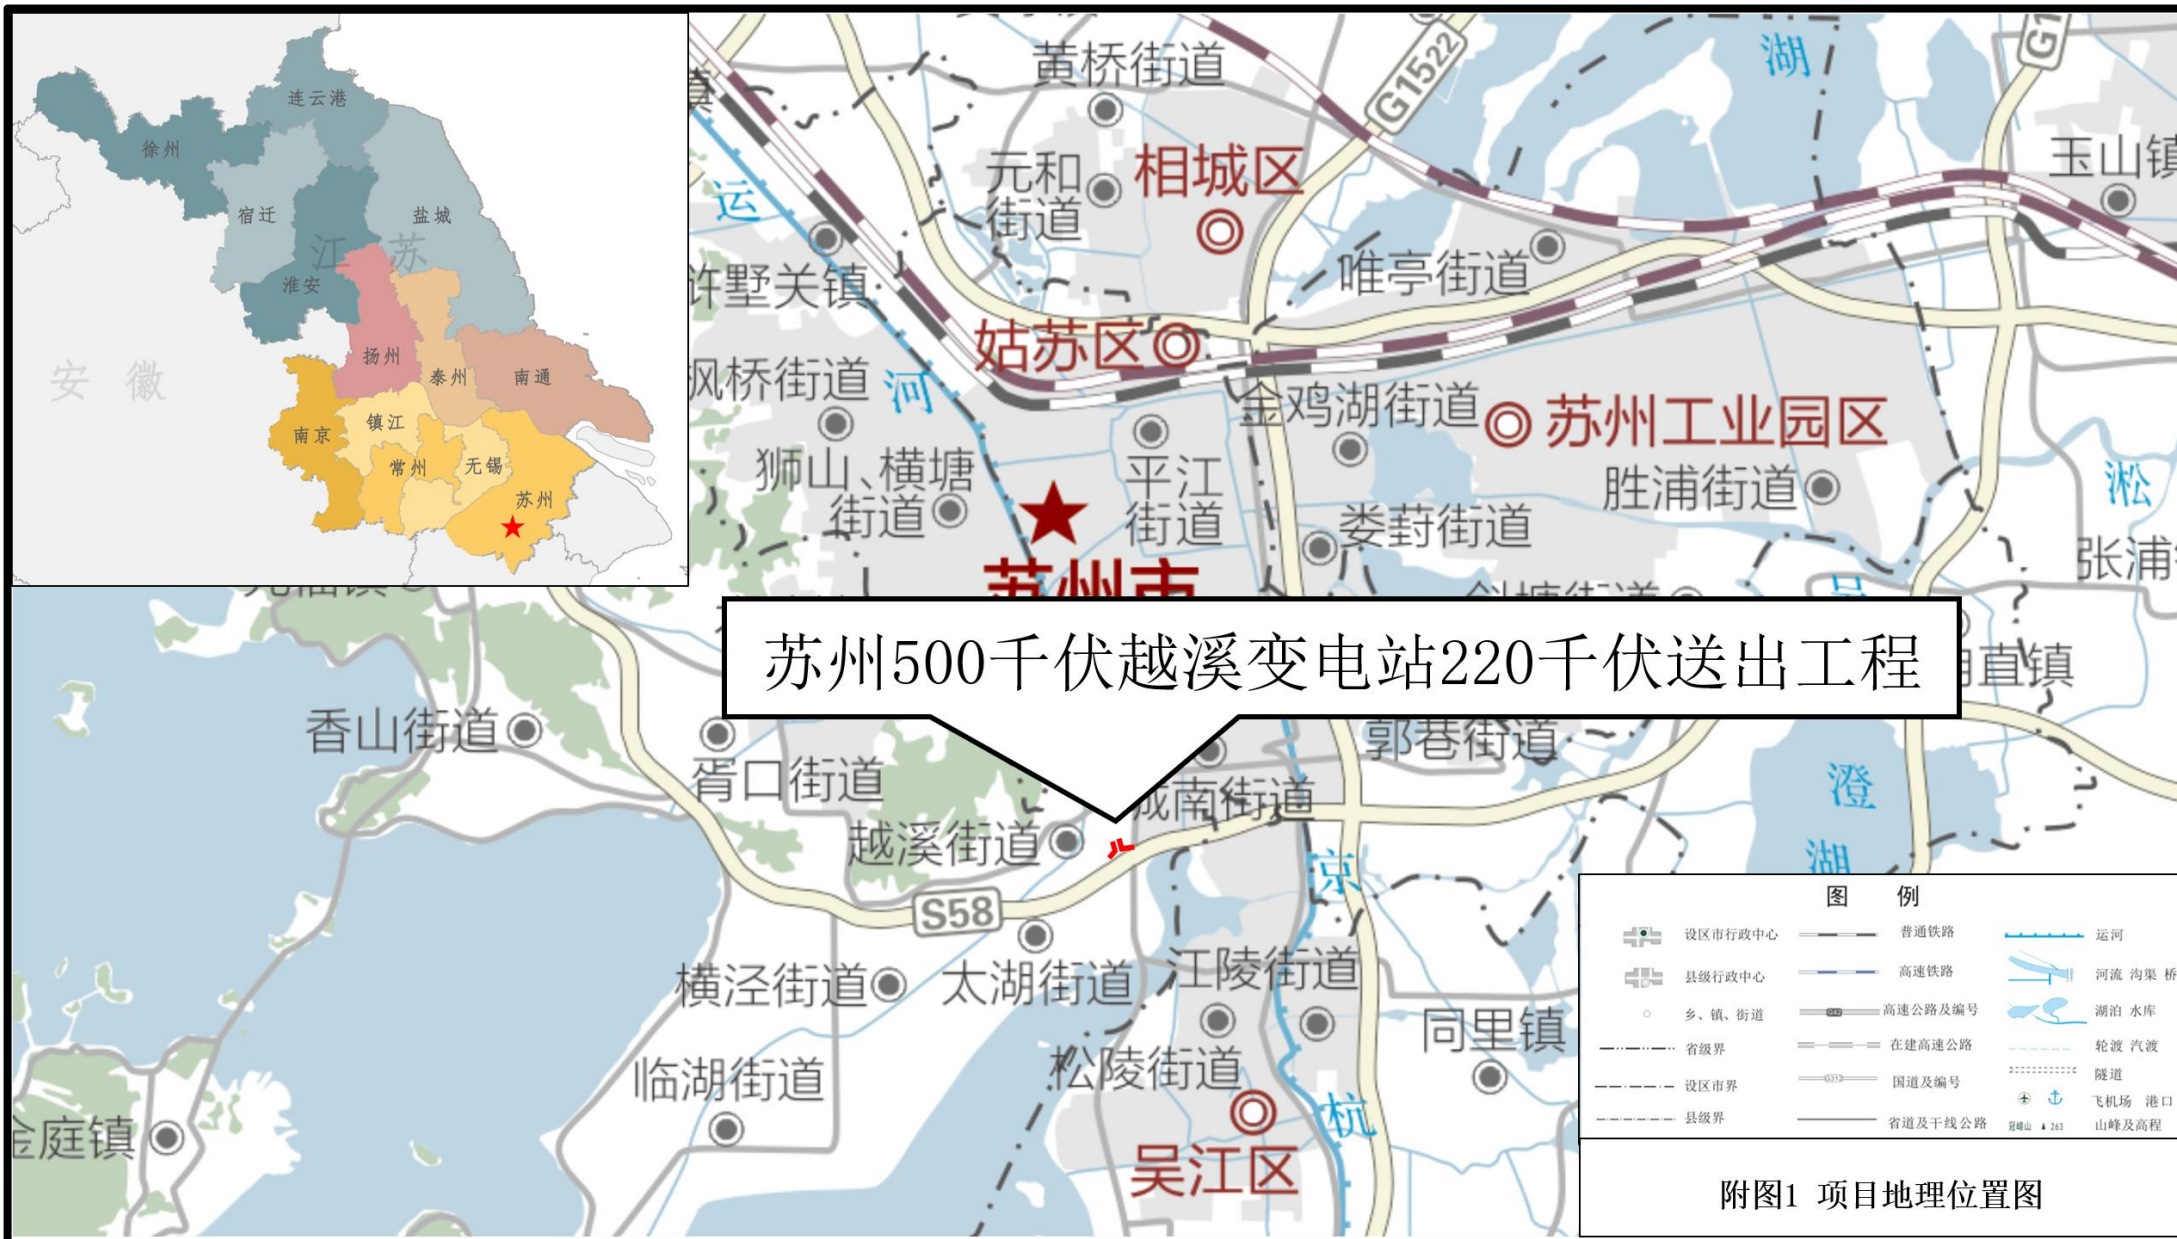 连云港
徐州
宿迁
盐城
江苏
淮安
安徽
扬州
泰州
南通
南京
镇江
常州
无锡
苏州
黄桥街道
G1522
湖
G1
玉山镇
元和
街道
相城区
运
浒墅关镇
唯亭街道
姑苏区
枫桥街道
河
金鸡湖街道
苏州工业园区
狮山、横塘
街道
平江
街道
胜浦街道
娄葑街道
淞
张浦
苏州市
苏州500千伏越溪变电站220千伏送出工程
甪直镇
香山街道
胥口街道
郭巷街道
城南街道
越溪街道
澄
湖
京
S58
横泾街道
太湖街道
江陵街道
同里镇
临湖街道
松陵街道
杭
金庭镇
吴江区
图 例
设区市行政中心
普通铁路
运河
县级行政中心
高速铁路
河流 沟渠 桥
乡、镇、街道
高速公路及编号
湖泊 水库
省级界
在建高速公路
轮渡 汽渡
设区市界
国道及编号
隧道
飞机场 港口
县级界
省道及干线公路
山峰及高程
附图1 项目地理位置图